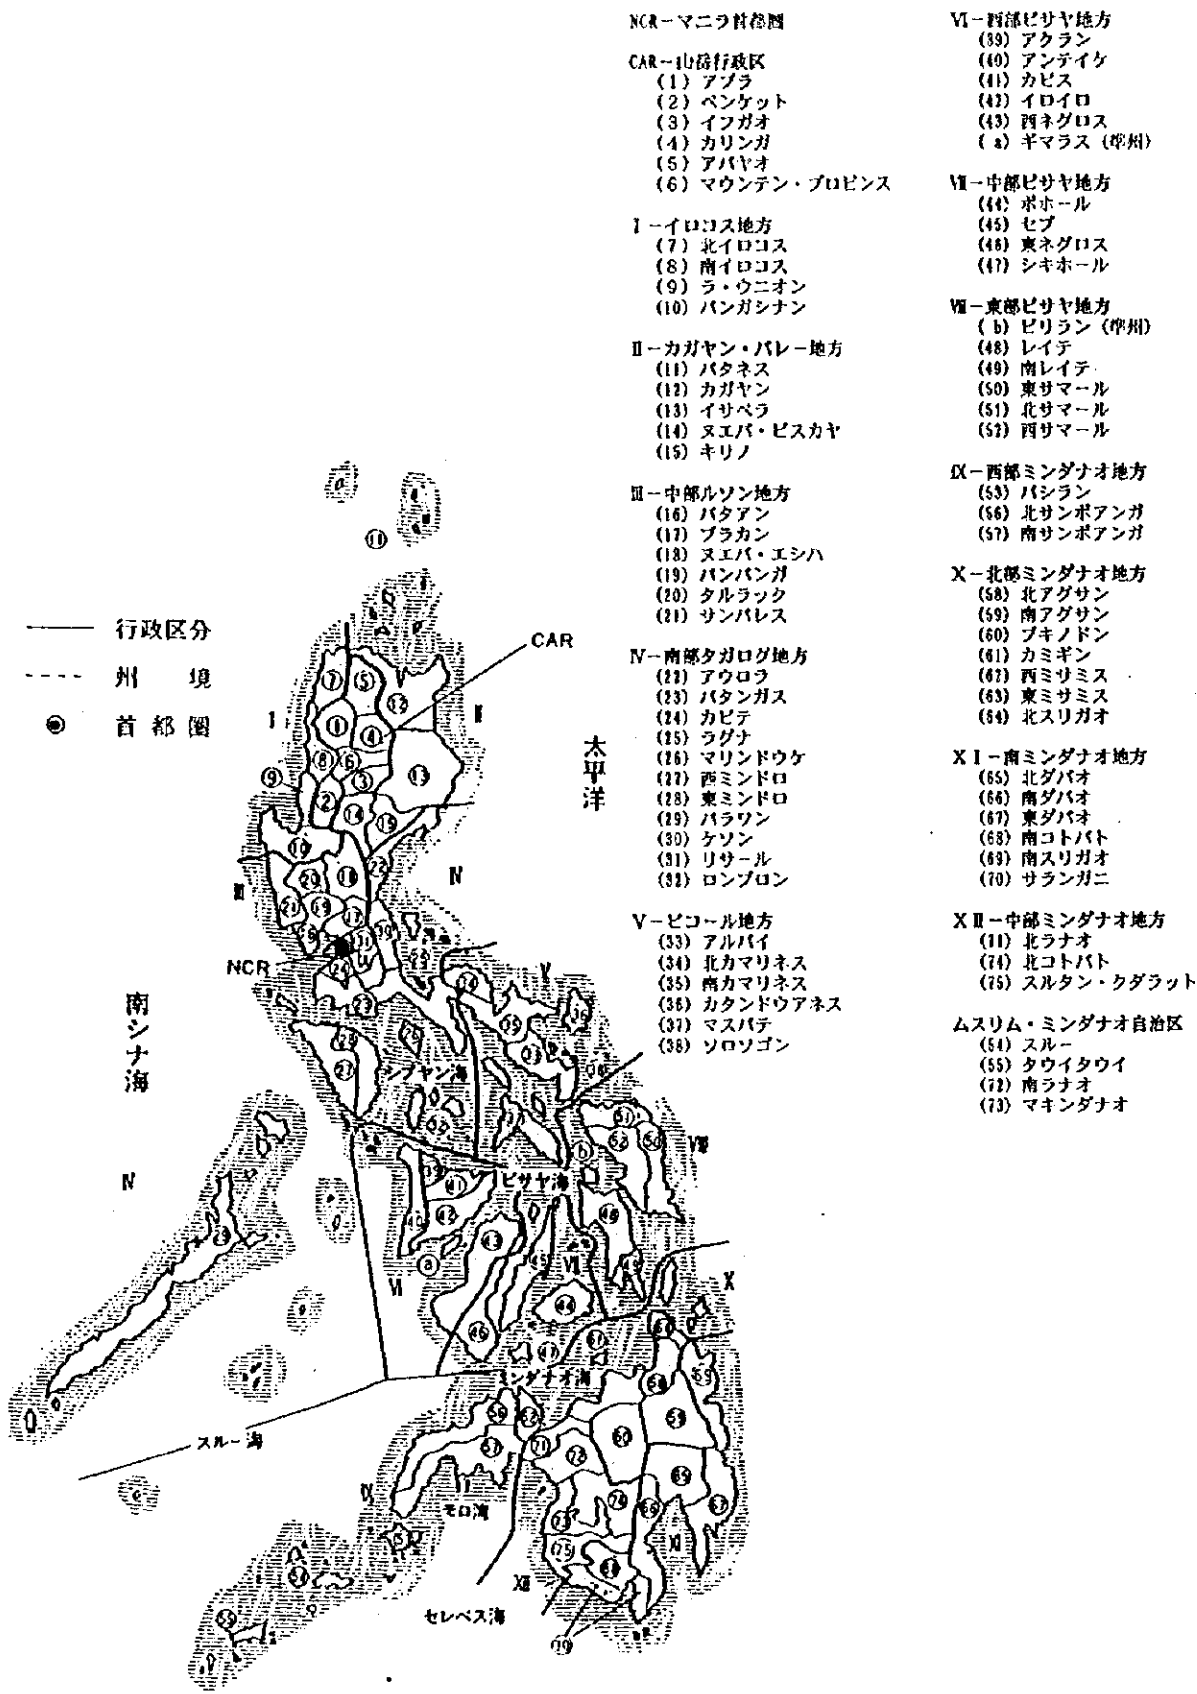 NCR－マニラ首都圏
CAR－山岳行政区
(1) アブラ
(2) ベンケット
(3) イフガオ
(4) カリンガ
(5) アパヤオ
(6) マウンテン・プロビンス
I－イロコス地方
(7) 北イロコス
(8) 南イロコス
(9) ラ・ウニオン
(10) パンガシナン
II－カガヤン・バレー地方
(11) バタネス
(12) カガヤン
(13) イサベラ
(14) ヌエバ・ビスカヤ
(15) キリノ
III－中部ルソン地方
(16) バタアン
(17) ブラカン
(18) ヌエバ・エシハ
(19) パンパンガ
(20) タルラック
(21) サンバレス
IV－南部タガログ地方
(22) アウロラ
(23) バタンガス
(24) カビテ
(25) ラグナ
(26) マリンドウケ
(27) 西ミンドロ
(28) 東ミンドロ
(29) パラワン
(30) ケソン
(31) リサール
(32) ロンブロン
V－ビコール地方
(33) アルバイ
(34) 北カマリネス
(35) 南カマリネス
(36) カタンドウアネス
(37) マスバテ
(38) ソロソゴン
VI－西部ビサヤ地方
(39) アクラン
(40) アンテイケ
(41) カピス
(42) イロイロ
(43) 西ネグロス
(a) ギマラス (準州)
VII－中部ビサヤ地方
(44) ボホール
(45) セブ
(46) 東ネグロス
(47) シキホール
VIII－東部ビサヤ地方
(b) ビリラン (準州)
(48) レイテ
(49) 南レイテ
(50) 東サマール
(51) 北サマール
(52) 西サマール
IX－西部ミンダナオ地方
(53) バシラン
(56) 北サンボアンガ
(57) 南サンボアンガ
X－北部ミンダナオ地方
(58) 北アグサン
(59) 南アグサン
(60) ブキノドン
(61) カミギン
(62) 西ミサミス
(63) 東ミサミス
(64) 北スリガオ
XI－南ミンダナオ地方
(65) 北ダバオ
(66) 南ダバオ
(67) 東ダバオ
(68) 南コトバト
(69) 南スリガオ
(70) サランガニ
XII－中部ミンダナオ地方
(71) 北ラナオ
(74) 北コトバト
(75) スルタン・クダラット
ムスリム・ミンダナオ自治区
(54) スルー
(55) タウイタウイ
(72) 南ラナオ
(73) マギンダナオ
行政区分
州 境
首都圏
CAR
太平洋
NCR
南シナ海
シブヤン海
ビサヤ海
ミンダナオ海
スルー海
モロ湾
セレベス海